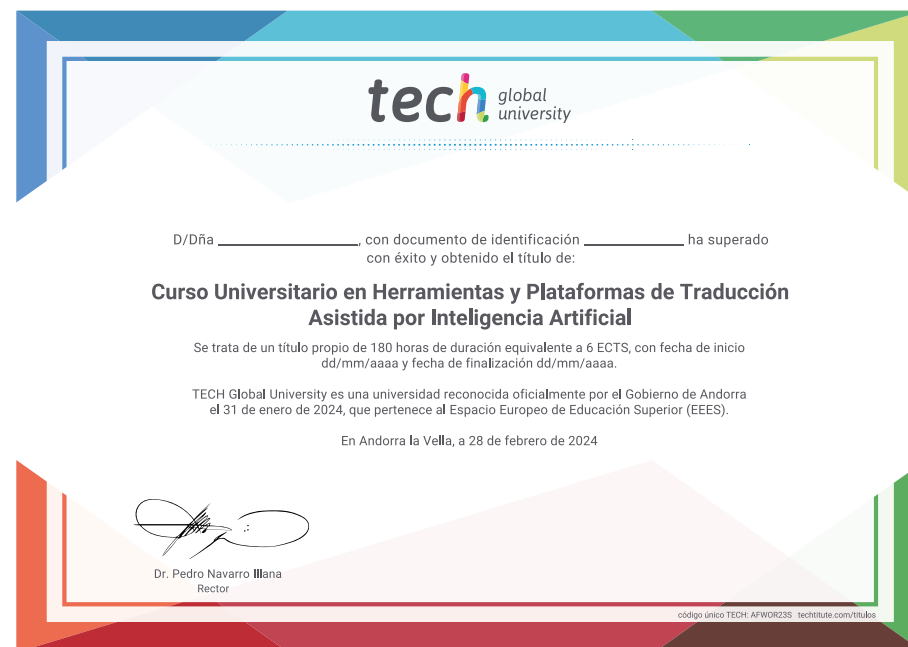 tech global university
D/Dña ______________, con documento de identificación __________ ha superado
con éxito y obtenido el título de:
Curso Universitario en Herramientas y Plataformas de Traducción
Asistida por Inteligencia Artificial
Se trata de un título propio de 180 horas de duración equivalente a 6 ECTS, con fecha de inicio
dd/mm/aaaa y fecha de finalización dd/mm/aaaa.
TECH Global University es una universidad reconocida oficialmente por el Gobierno de Andorra
el 31 de enero de 2024, que pertenece al Espacio Europeo de Educación Superior (EEES).
En Andorra la Vella, a 28 de febrero de 2024
Dr. Pedro Navarro Illana
Rector
código único TECH: AFWOR23S techtitute.com/titulos